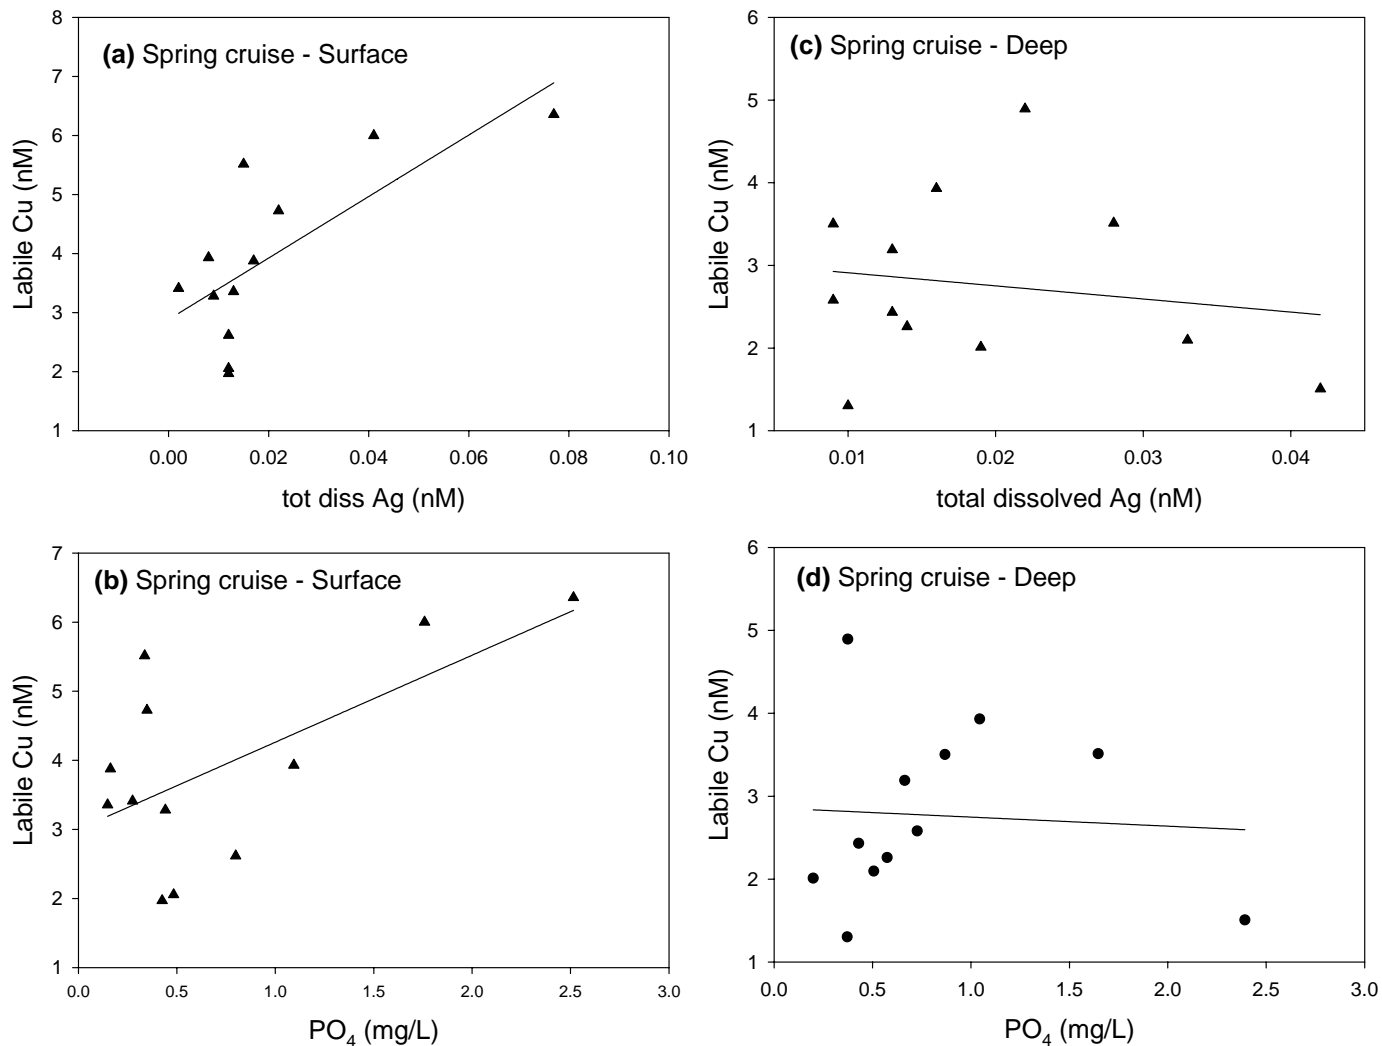 (a) Spring cruise - Surface
Labile Cu (nM)
8
7
6
5
4
3
2
1
0.00 0.02 0.04 0.06 0.08 0.10
tot diss Ag (nM)
(c) Spring cruise - Deep
Labile Cu (nM)
6
5
4
3
2
1
0.01 0.02 0.03 0.04
total dissolved Ag (nM)
(b) Spring cruise - Surface
Labile Cu (nM)
7
6
5
4
3
2
1
0.0 0.5 1.0 1.5 2.0 2.5 3.0
PO4 (mg/L)
(d) Spring cruise - Deep
Labile Cu (nM)
6
5
4
3
2
1
0.0 0.5 1.0 1.5 2.0 2.5 3.0
PO4 (mg/L)